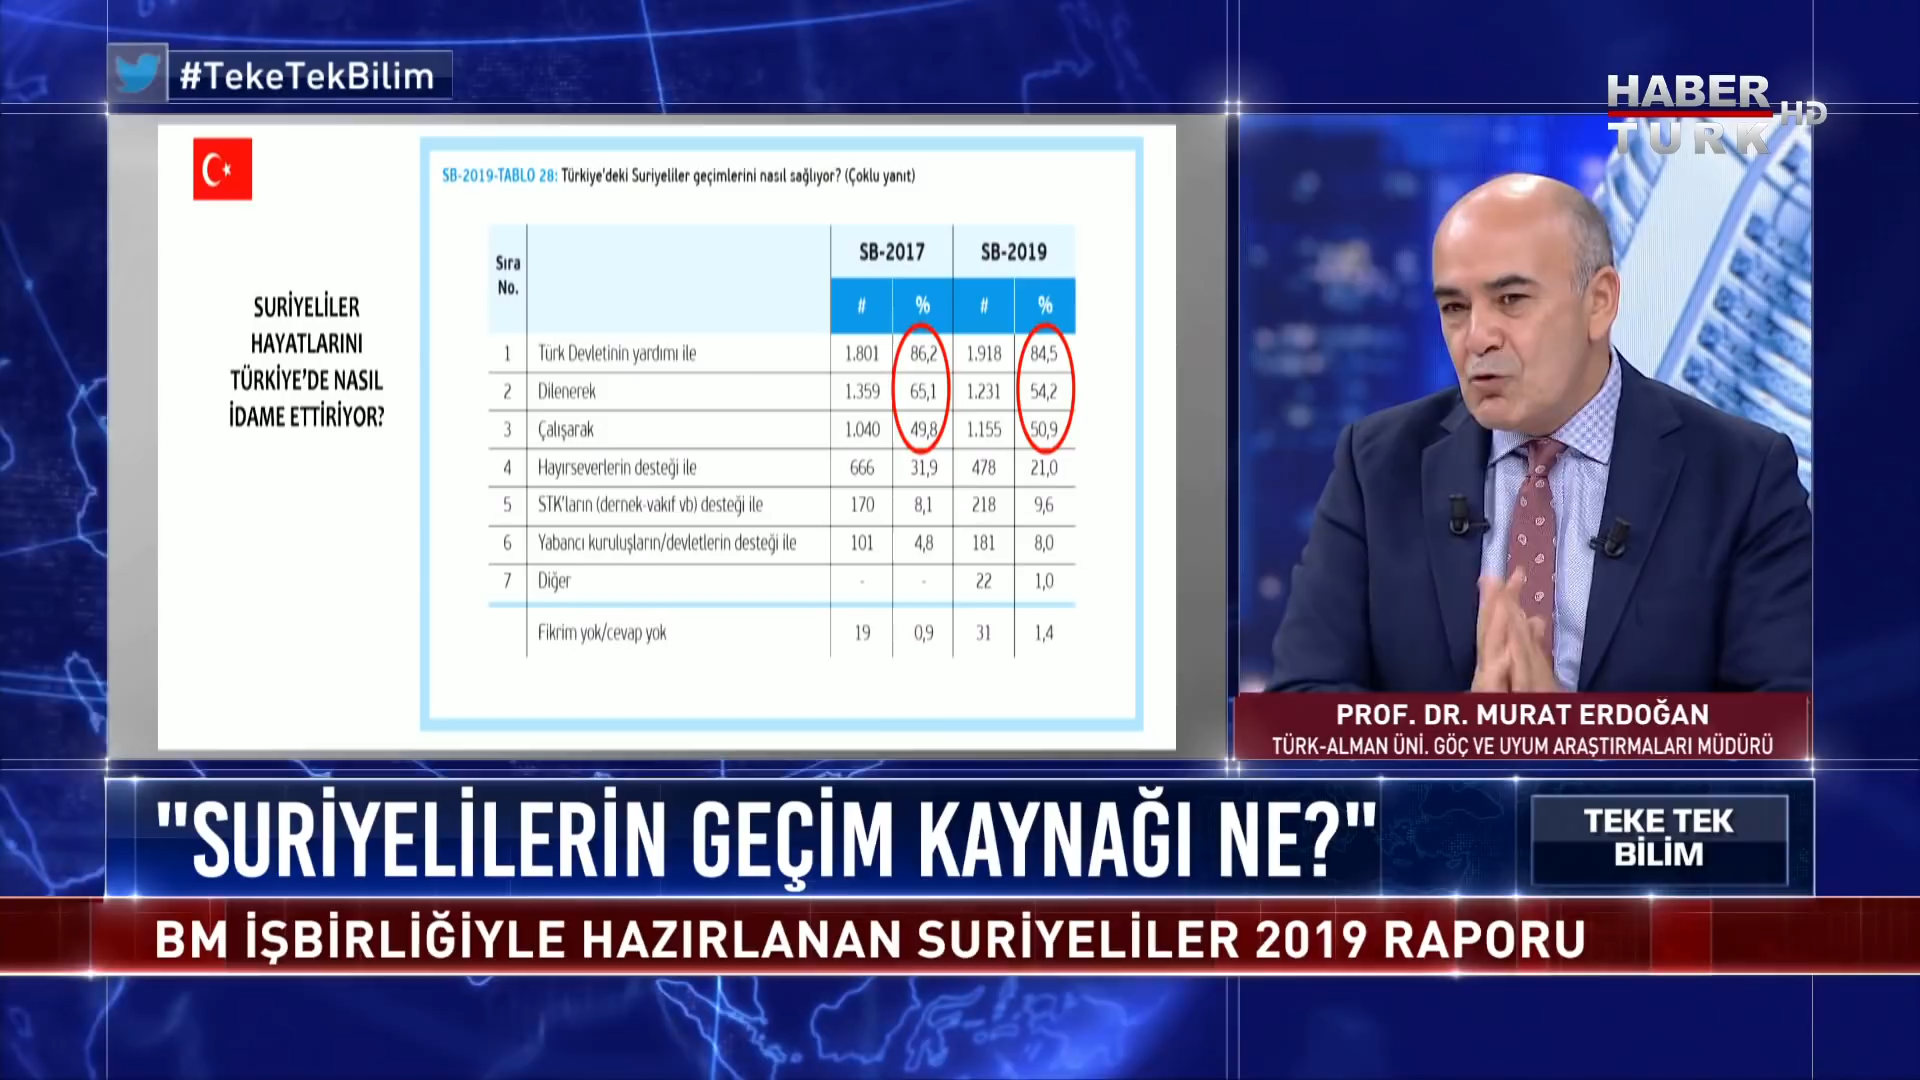 #TekeTekBilim
HABER
TÜRK HD
SB-2019-TABLO 28: Türkiye'deki Suriyeliler geçimlerini nasıl sağlıyor? (Çoklu yanıt)
SURİYELİLER
HAYATLARINI
TÜRKİYE'DE NASIL
İDAME ETTİRİYOR?
Sıra No. SB-2017 SB-2019
# % # %
1 Türk Devletinin yardımı ile 1.801 86,2 1.918 84,5
2 Dilenerek 1.359 65,1 1.231 54,2
3 Çalışarak 1.040 49,8 1.155 50,9
4 Hayırseverlerin desteği ile 666 31,9 478 21,0
5 STK'ların (dernek-vakıf vb) desteği ile 170 8,1 218 9,6
6 Yabancı kuruluşların/devletlerin desteği ile 101 4,8 181 8,0
7 Diğer - - 22 1,0
Fikrim yok/cevap yok 19 0,9 31 1,4
PROF. DR. MURAT ERDOĞAN
TÜRK-ALMAN ÜNİ. GÖÇ VE UYUM ARAŞTIRMALARI MÜDÜRÜ
"SURİYELİLERİN GEÇİM KAYNAĞI NE?"
TEKE TEK
BİLİM
BM İŞBİRLİĞİYLE HAZIRLANAN SURİYELİLER 2019 RAPORU